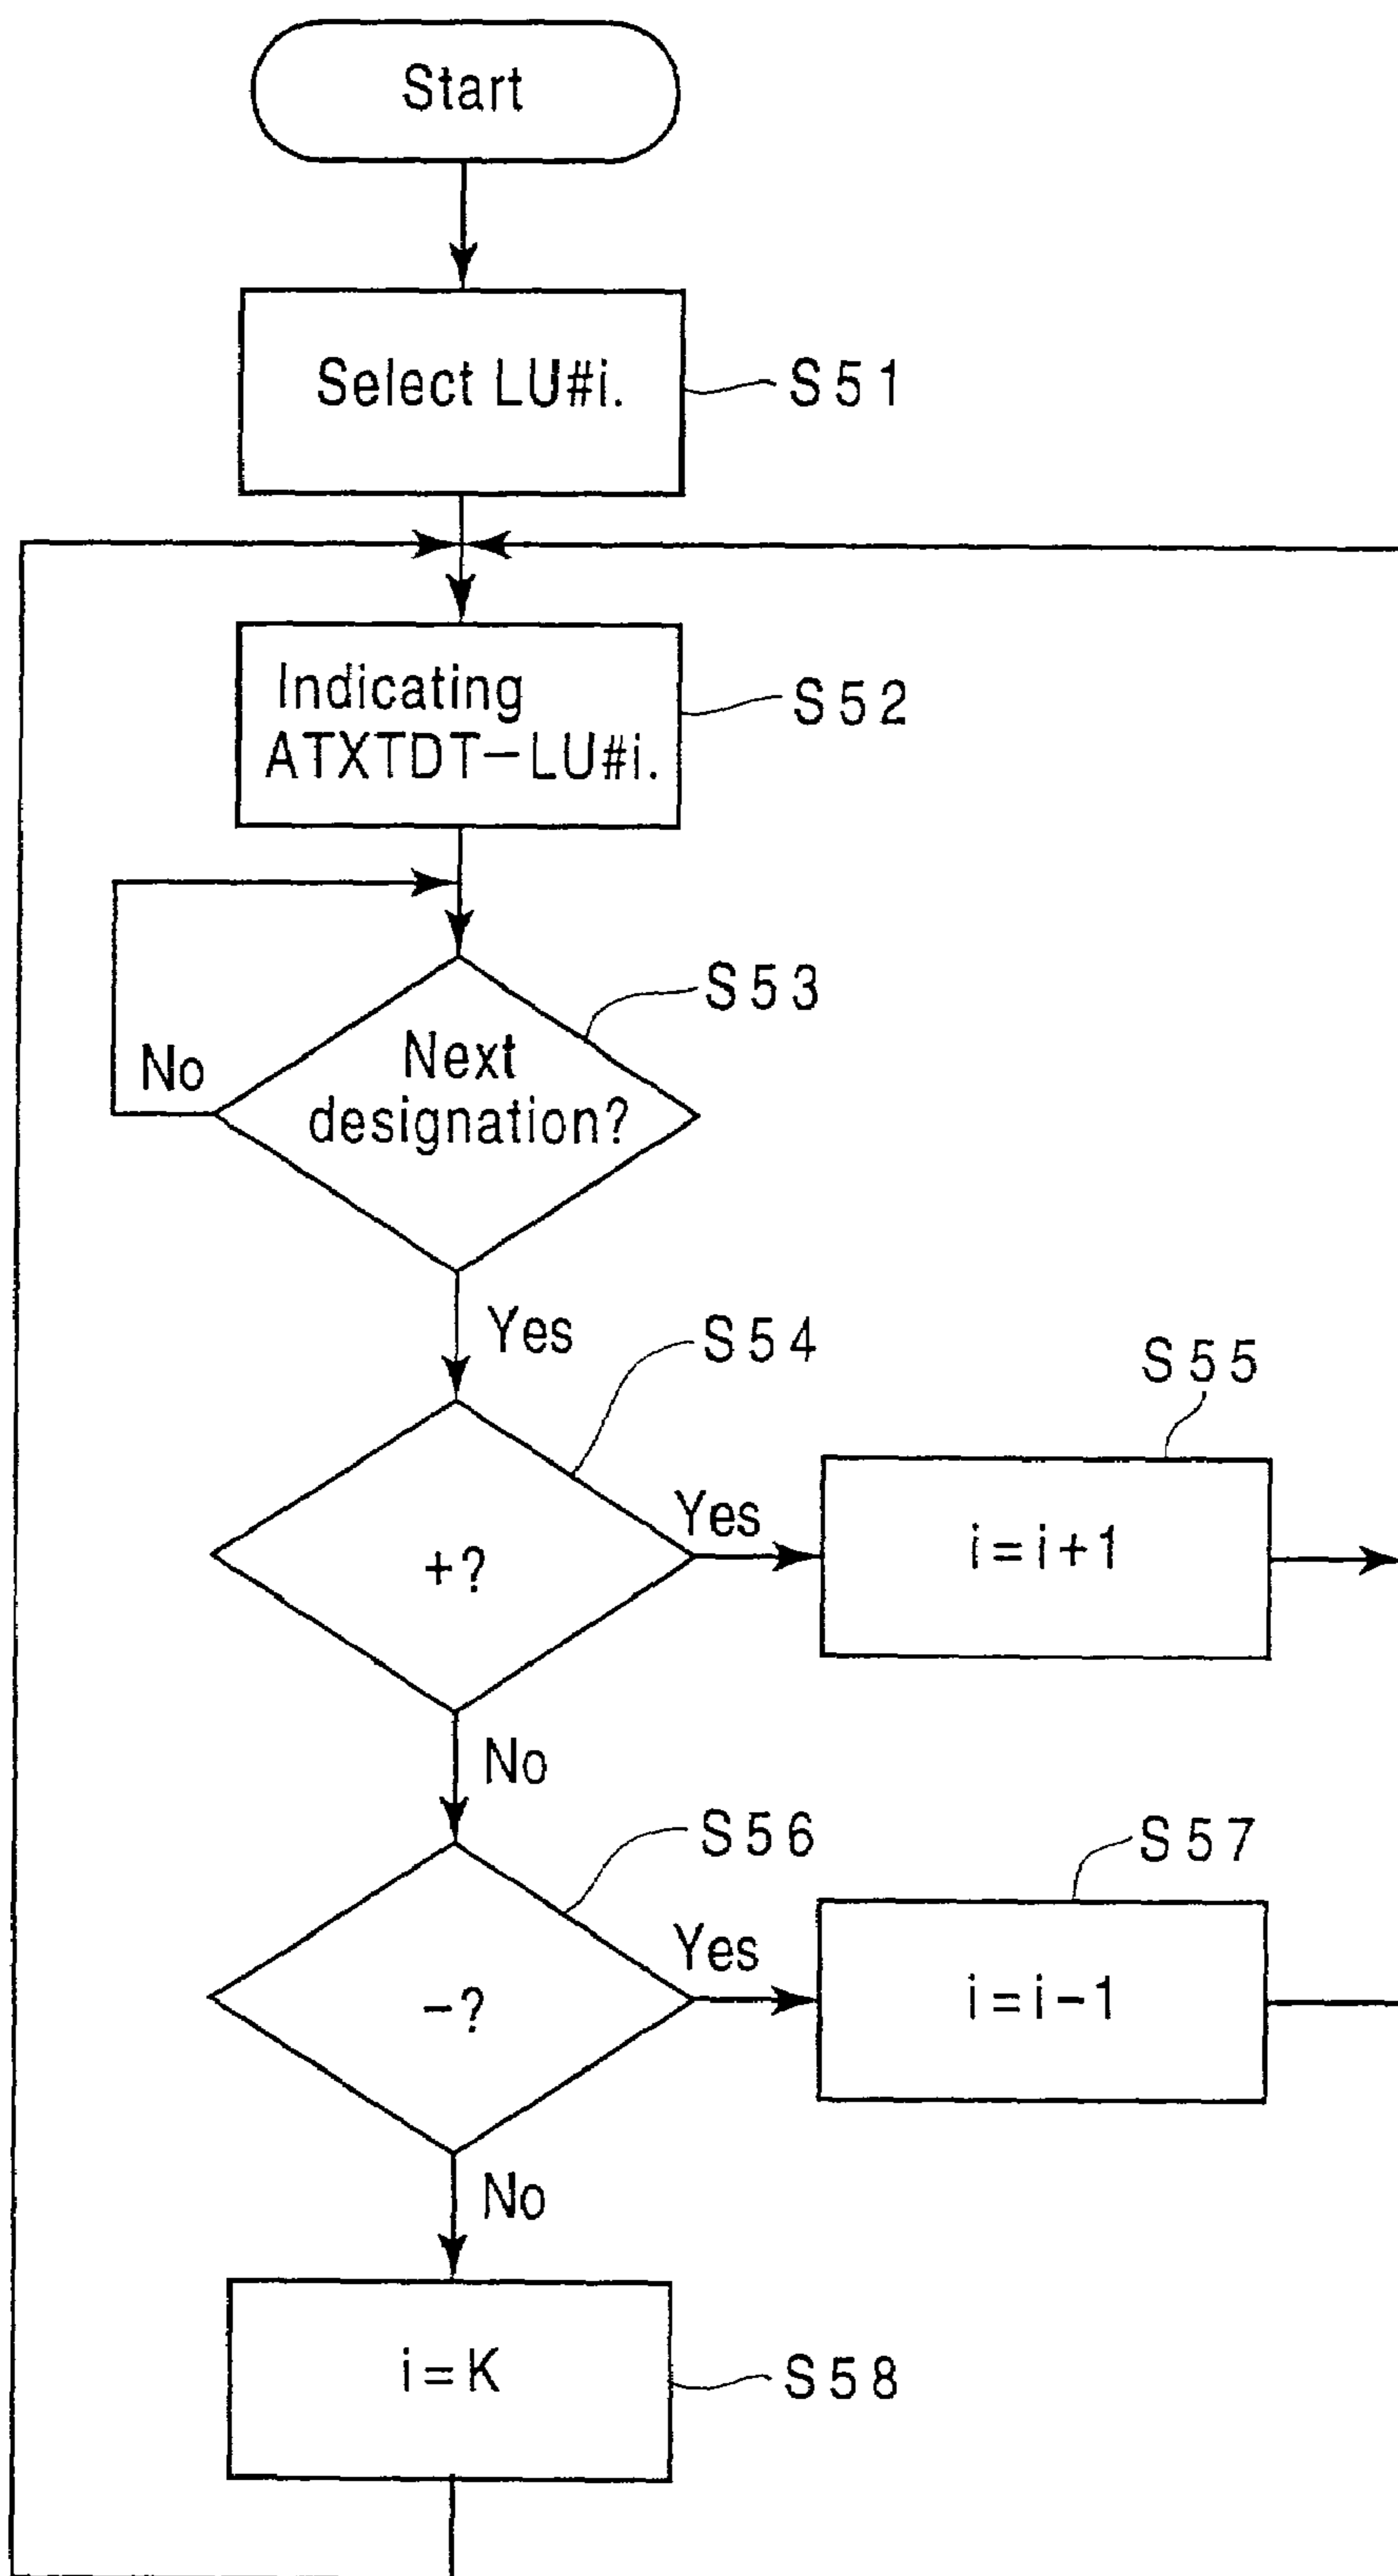 Start
Select LU#i.
S51
Indicating
ATXTDT-LU#i.
S52
S53
Next
designation?
No
Yes
S54
S55
+?
Yes
i=i+1
No
S56
S57
-?
Yes
i=i-1
No
i=K
S58